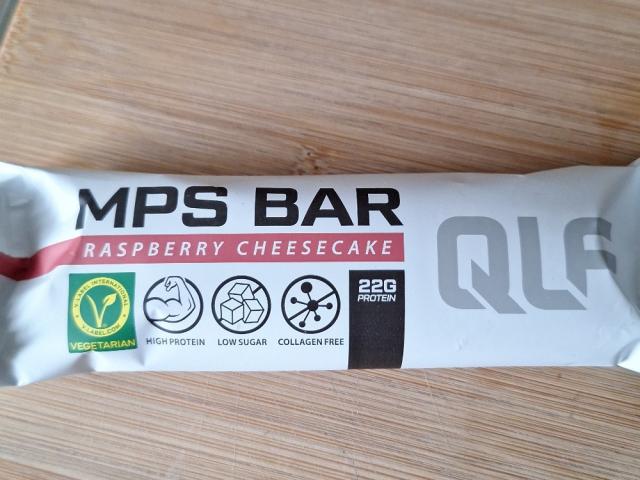 MPS BAR
RASPBERRY CHEESECAKE
QLF
V-LABEL INTERNATIONAL
V-LABEL.COM
VEGETARIAN
HIGH PROTEIN
LOW SUGAR
COLLAGEN FREE
22G
PROTEIN